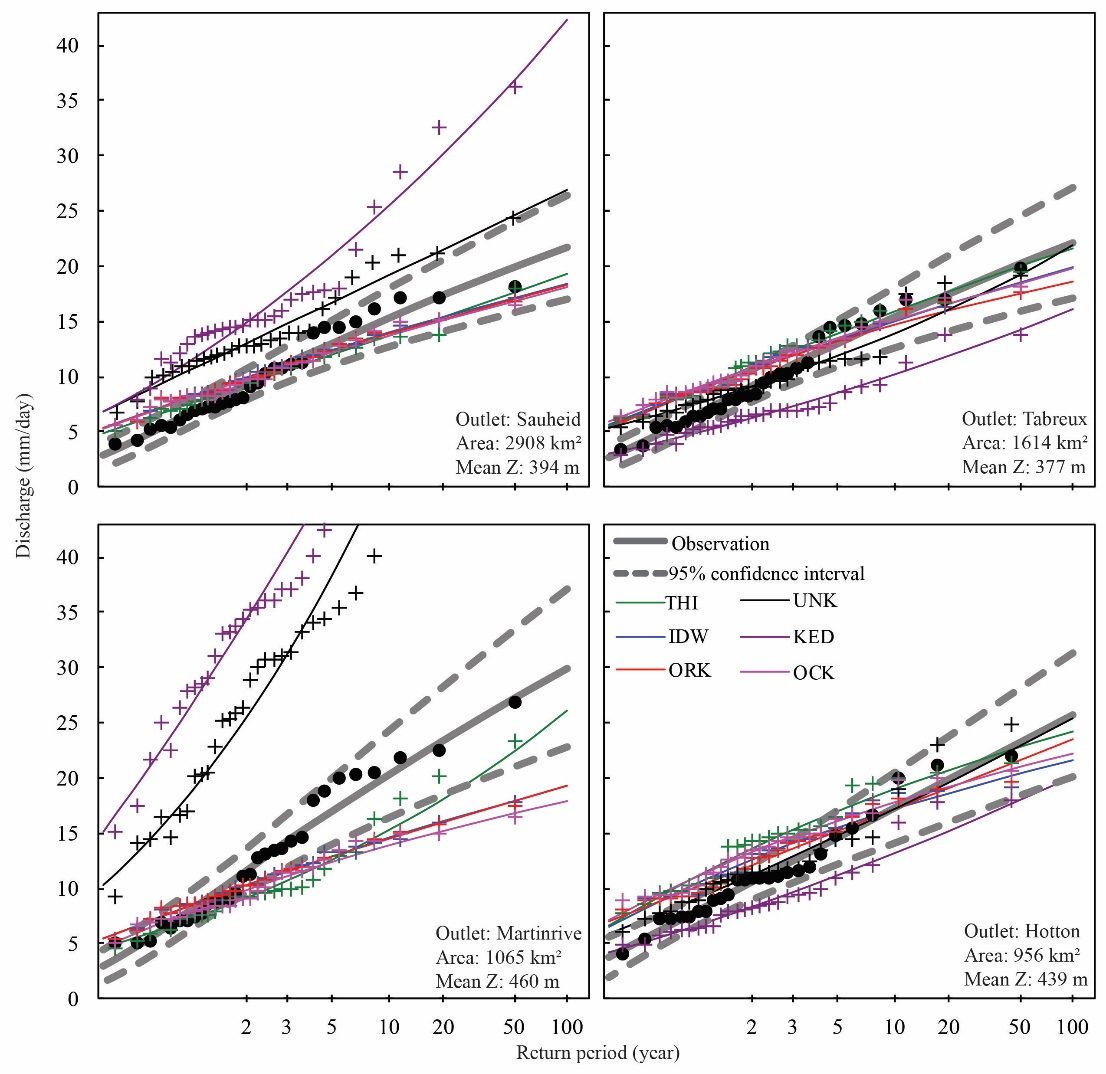 40
35
30
25
20
15
10
5
0
Outlet: Sauheid
Area: 2908 km²
Mean Z: 394 m
Outlet: Tabreux
Area: 1614 km²
Mean Z: 377 m
Discharge (mm/day)
40
35
30
25
20
15
10
5
0
Outlet: Martinrive
Area: 1065 km²
Mean Z: 460 m
Observation
95% confidence interval
THI UNK
IDW KED
ORK OCK
Outlet: Hotton
Area: 956 km²
Mean Z: 439 m
2 3 5 10 20 50 100 2 3 5 10 20 50 100
Return period (year)